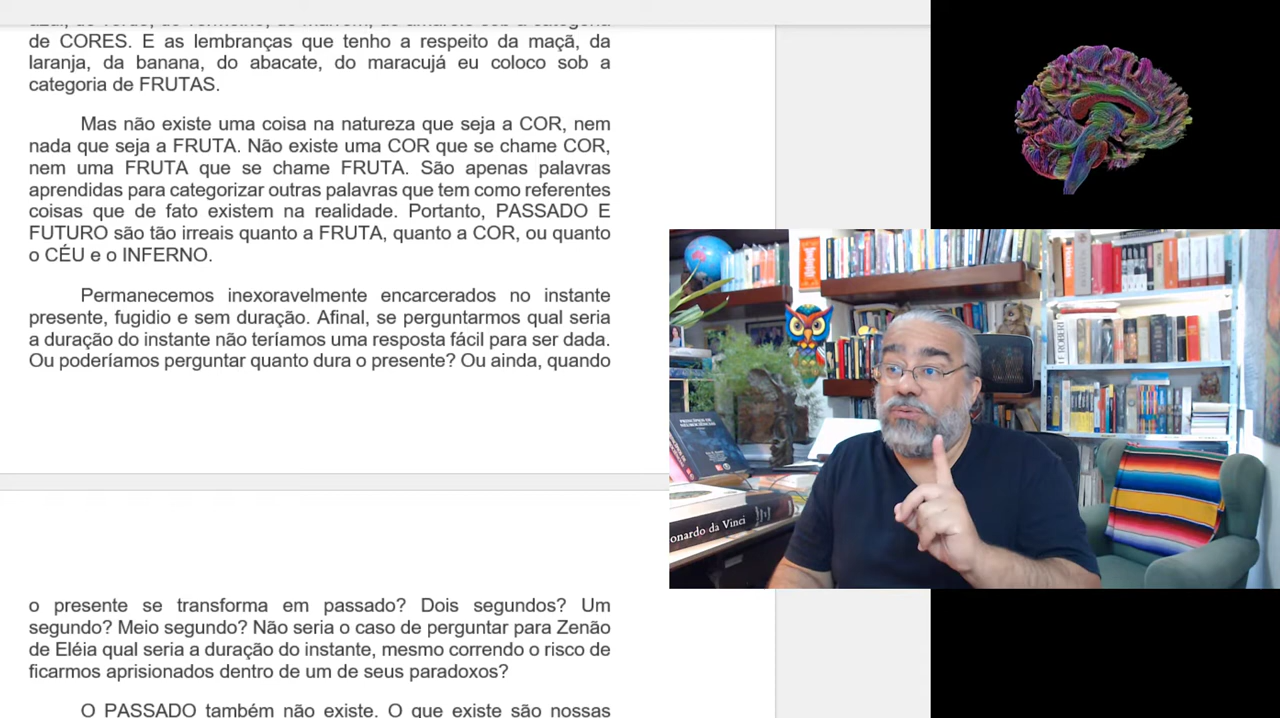 de CORES. E as lembranças que tenho a respeito da maçã, da
laranja, da banana, do abacate, do maracujá eu coloco sob a
categoria de FRUTAS.
Mas não existe uma coisa na natureza que seja a COR, nem
nada que seja a FRUTA. Não existe uma COR que se chame COR,
nem uma FRUTA que se chame FRUTA. São apenas palavras
aprendidas para categorizar outras palavras que tem como referentes
coisas que de fato existem na realidade. Portanto, PASSADO E
FUTURO são tão irreais quanto a FRUTA, quanto a COR, ou quanto
o CÉU e o INFERNO.
Permanecemos inexoravelmente encarcerados no instante
presente, fugidio e sem duração. Afinal, se perguntarmos qual seria
a duração do instante não teríamos uma resposta fácil para ser dada.
Ou poderíamos perguntar quanto dura o presente? Ou ainda, quando
o presente se transforma em passado? Dois segundos? Um
segundo? Meio segundo? Não seria o caso de perguntar para Zenão
de Eléia qual seria a duração do instante, mesmo correndo o risco de
ficarmos aprisionados dentro de um de seus paradoxos?
O PASSADO também não existe. O que existe são nossas
onardo da Vinci